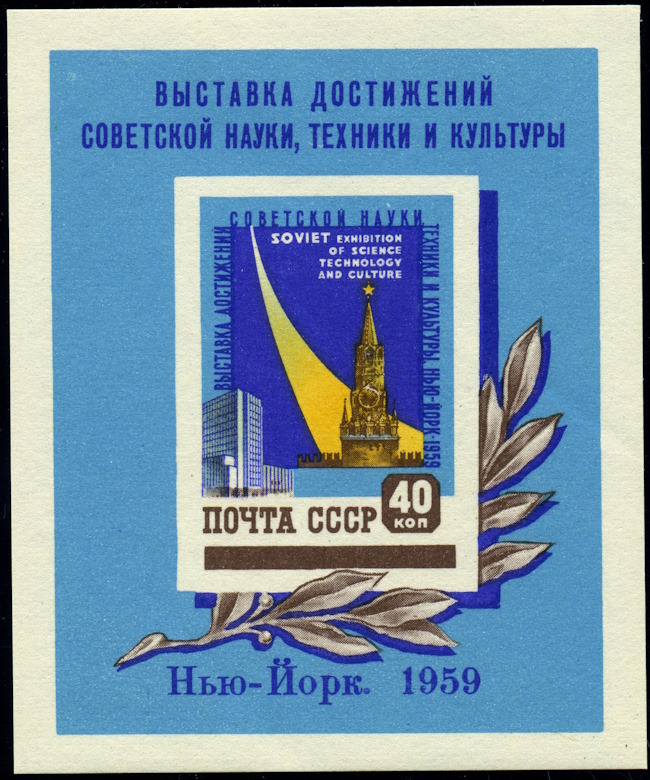 ВЫСТАВКА ДОСТИЖЕНИЙ
СОВЕТСКОЙ НАУКИ, ТЕХНИКИ И КУЛЬТУРЫ
ВЫСТАВКА ДОСТИЖЕНИЙ
СОВЕТСКОЙ НАУКИ
ТЕХНИКИ И КУЛЬТУРЫ. НЬЮ-ЙОРК-1959
SOVIET EXHIBITION
OF SCIENCE
TECHNOLOGY
AND CULTURE
40
КОП
ПОЧТА СССР
Нью-Йорк. 1959